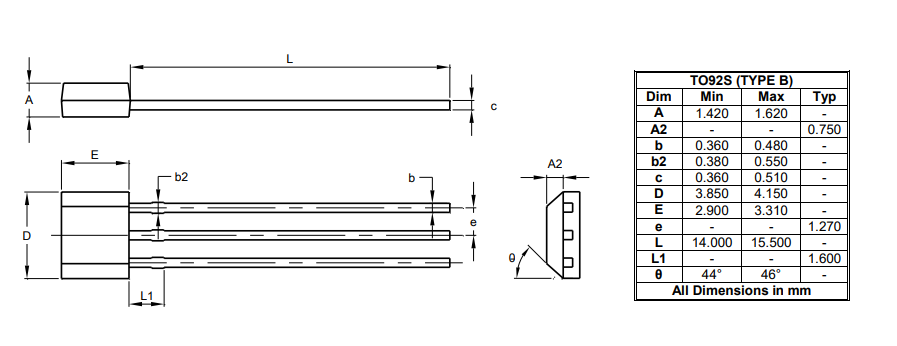 L
A
c
E
b2
b
A2
D
e
θ
L1
TO92S (TYPE B)
Dim Min Max Typ
A 1.420 1.620 -
A2 - - 0.750
b 0.360 0.480 -
b2 0.380 0.550 -
c 0.360 0.510 -
D 3.850 4.150 -
E 2.900 3.310 -
e - - 1.270
L 14.000 15.500 -
L1 - - 1.600
θ 44° 46° -
All Dimensions in mm